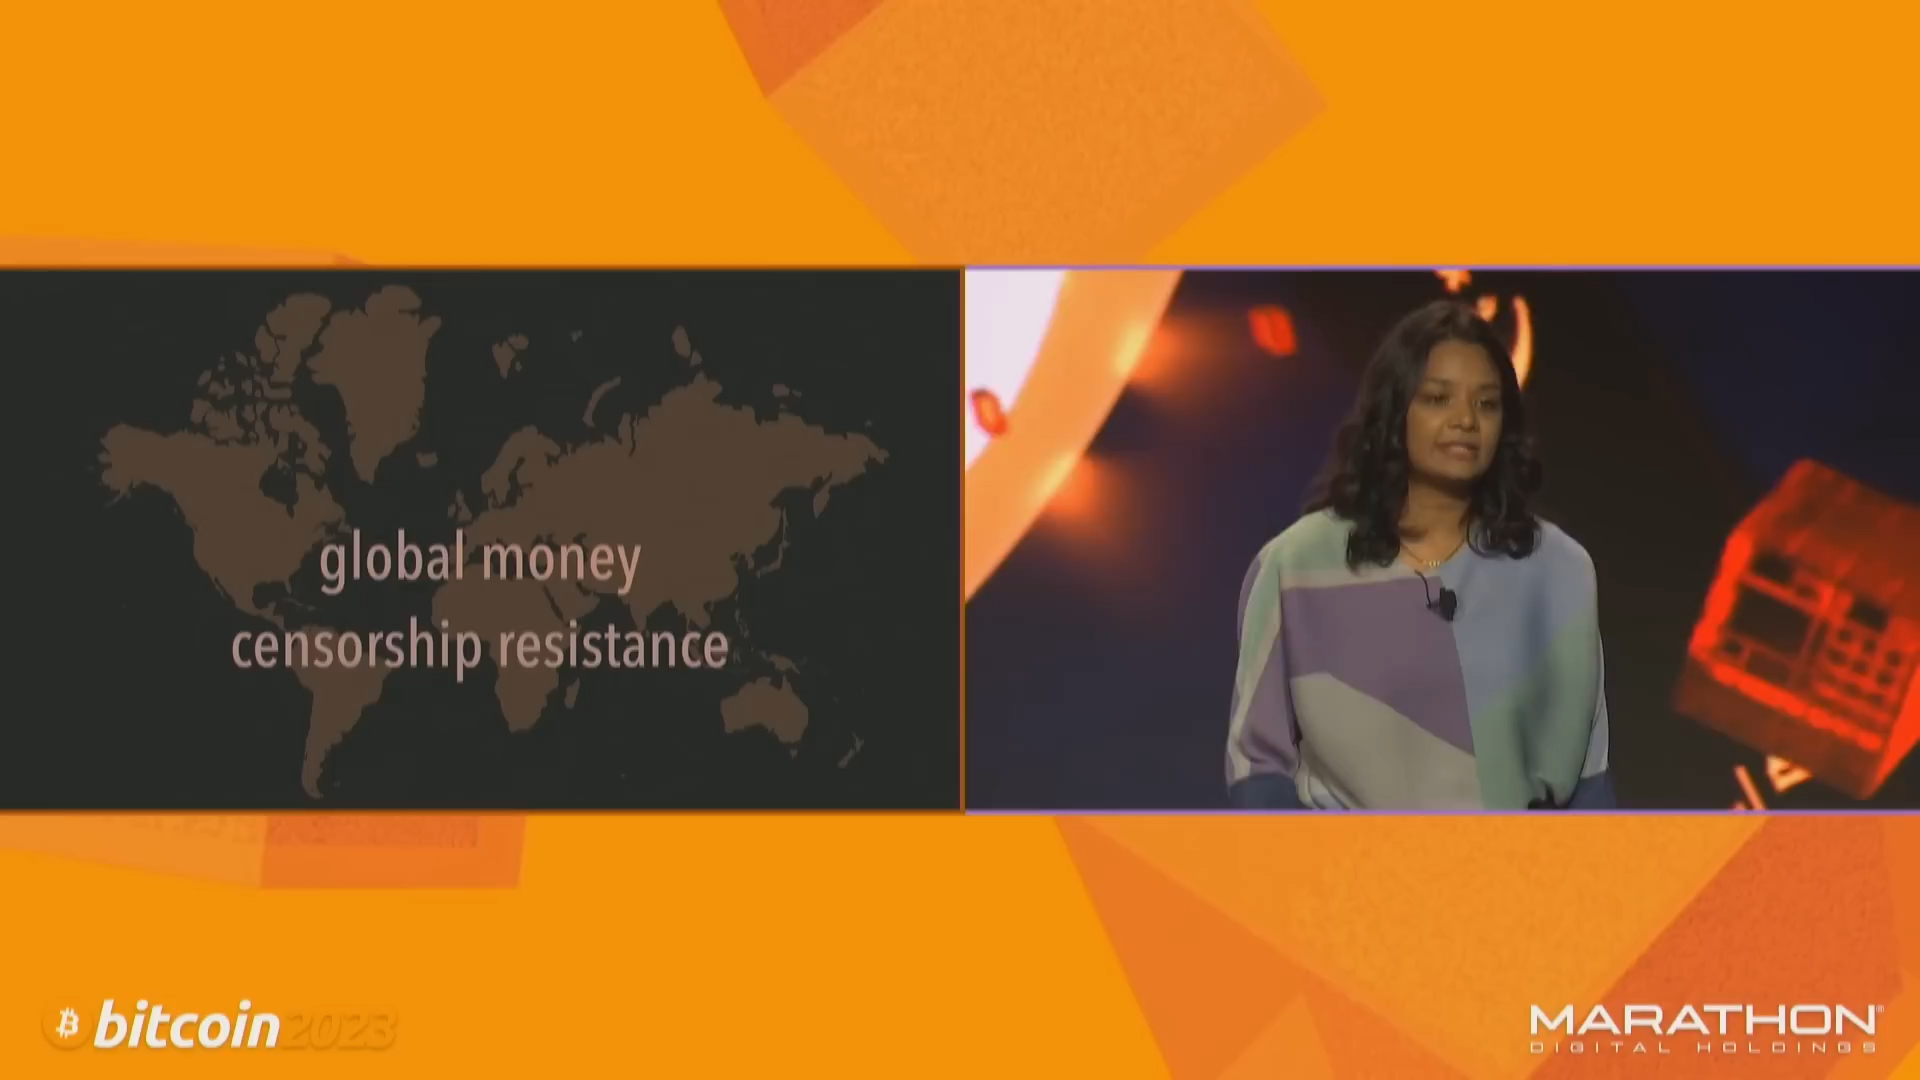 global money
censorship resistance
bitcoin 2023
MARATHON
DIGITAL HOLDINGS